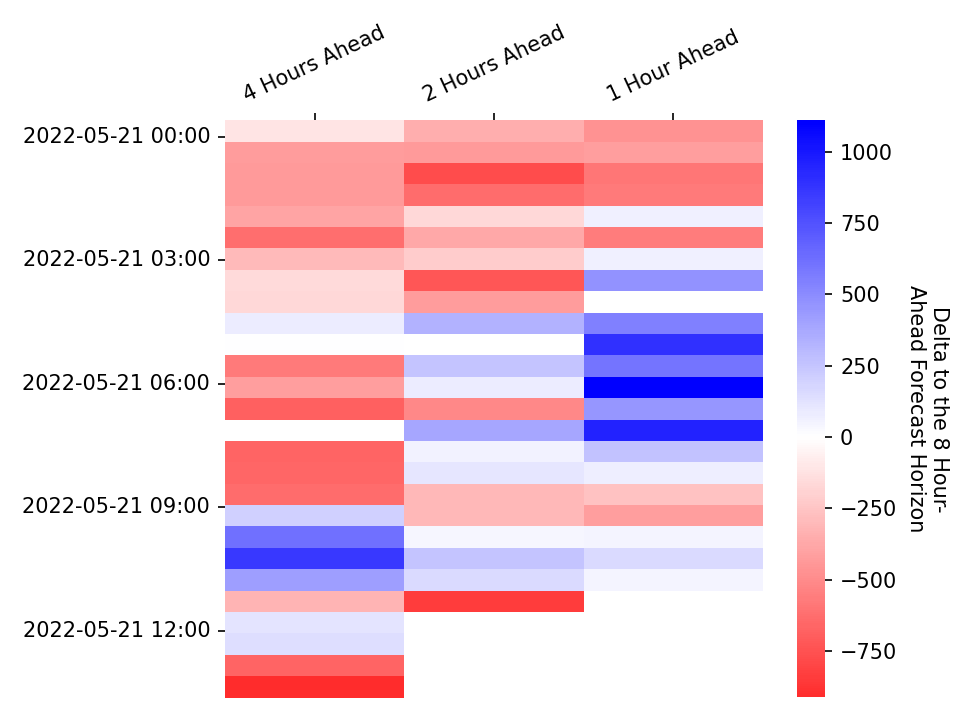 4 Hours Ahead
2 Hours Ahead
1 Hour Ahead
2022-05-21 00:00
2022-05-21 03:00
2022-05-21 06:00
2022-05-21 09:00
2022-05-21 12:00
1000
750
500
250
0
−250
−500
−750
Delta to the 8 Hour-
Ahead Forecast Horizon